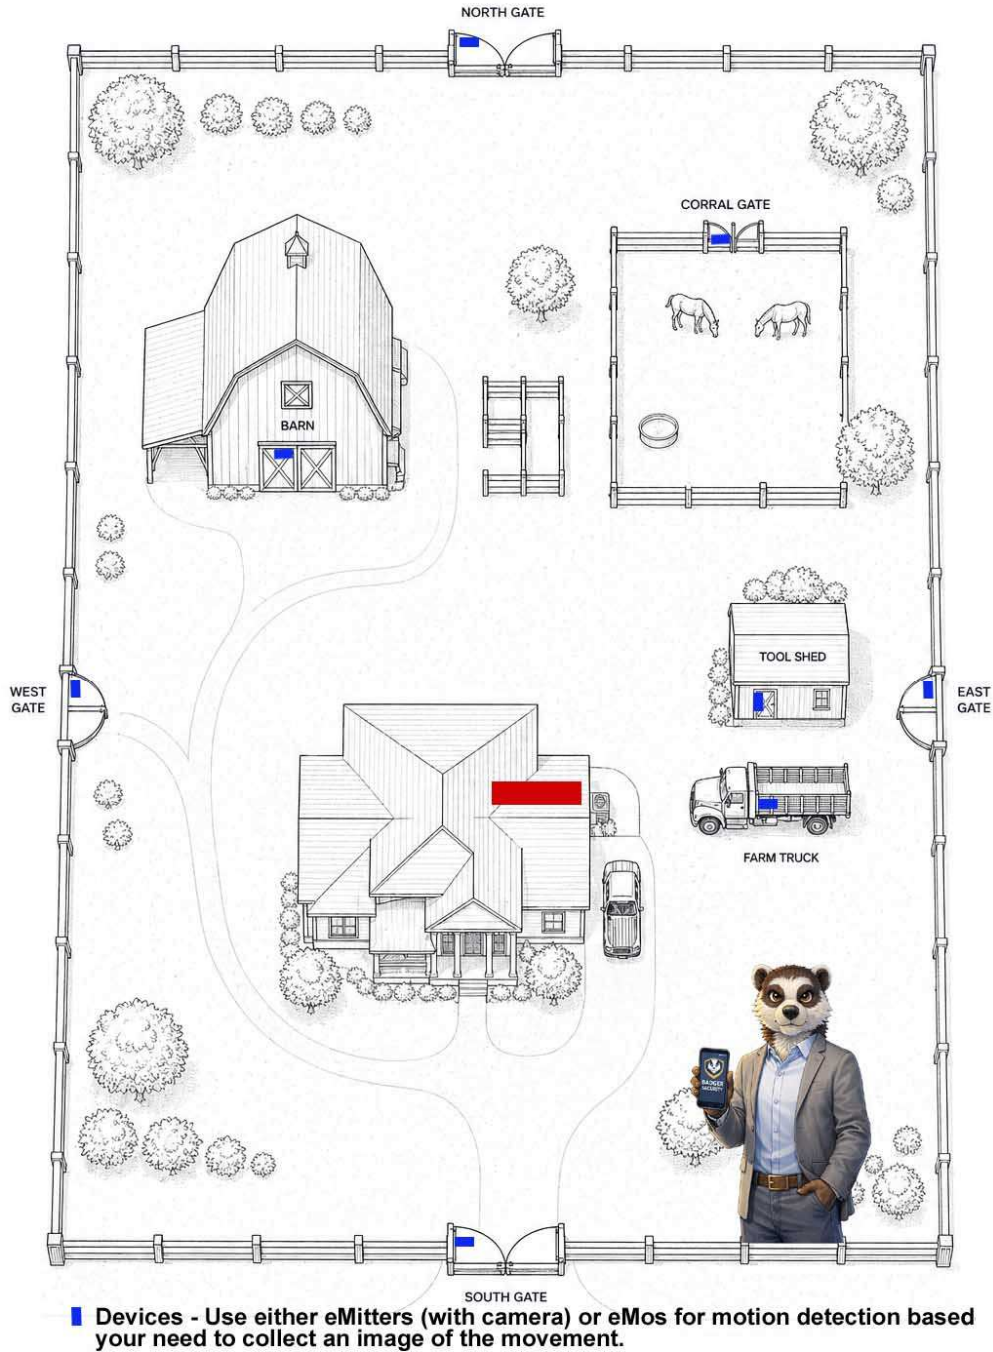 NORTH GATE
CORRAL GATE
BARN
TOOL SHED
WEST
GATE
EAST
GATE
FARM TRUCK
BADGER
SECURITY
SOUTH GATE
Devices - Use either eMitters (with camera) or eMos for motion detection based
your need to collect an image of the movement.